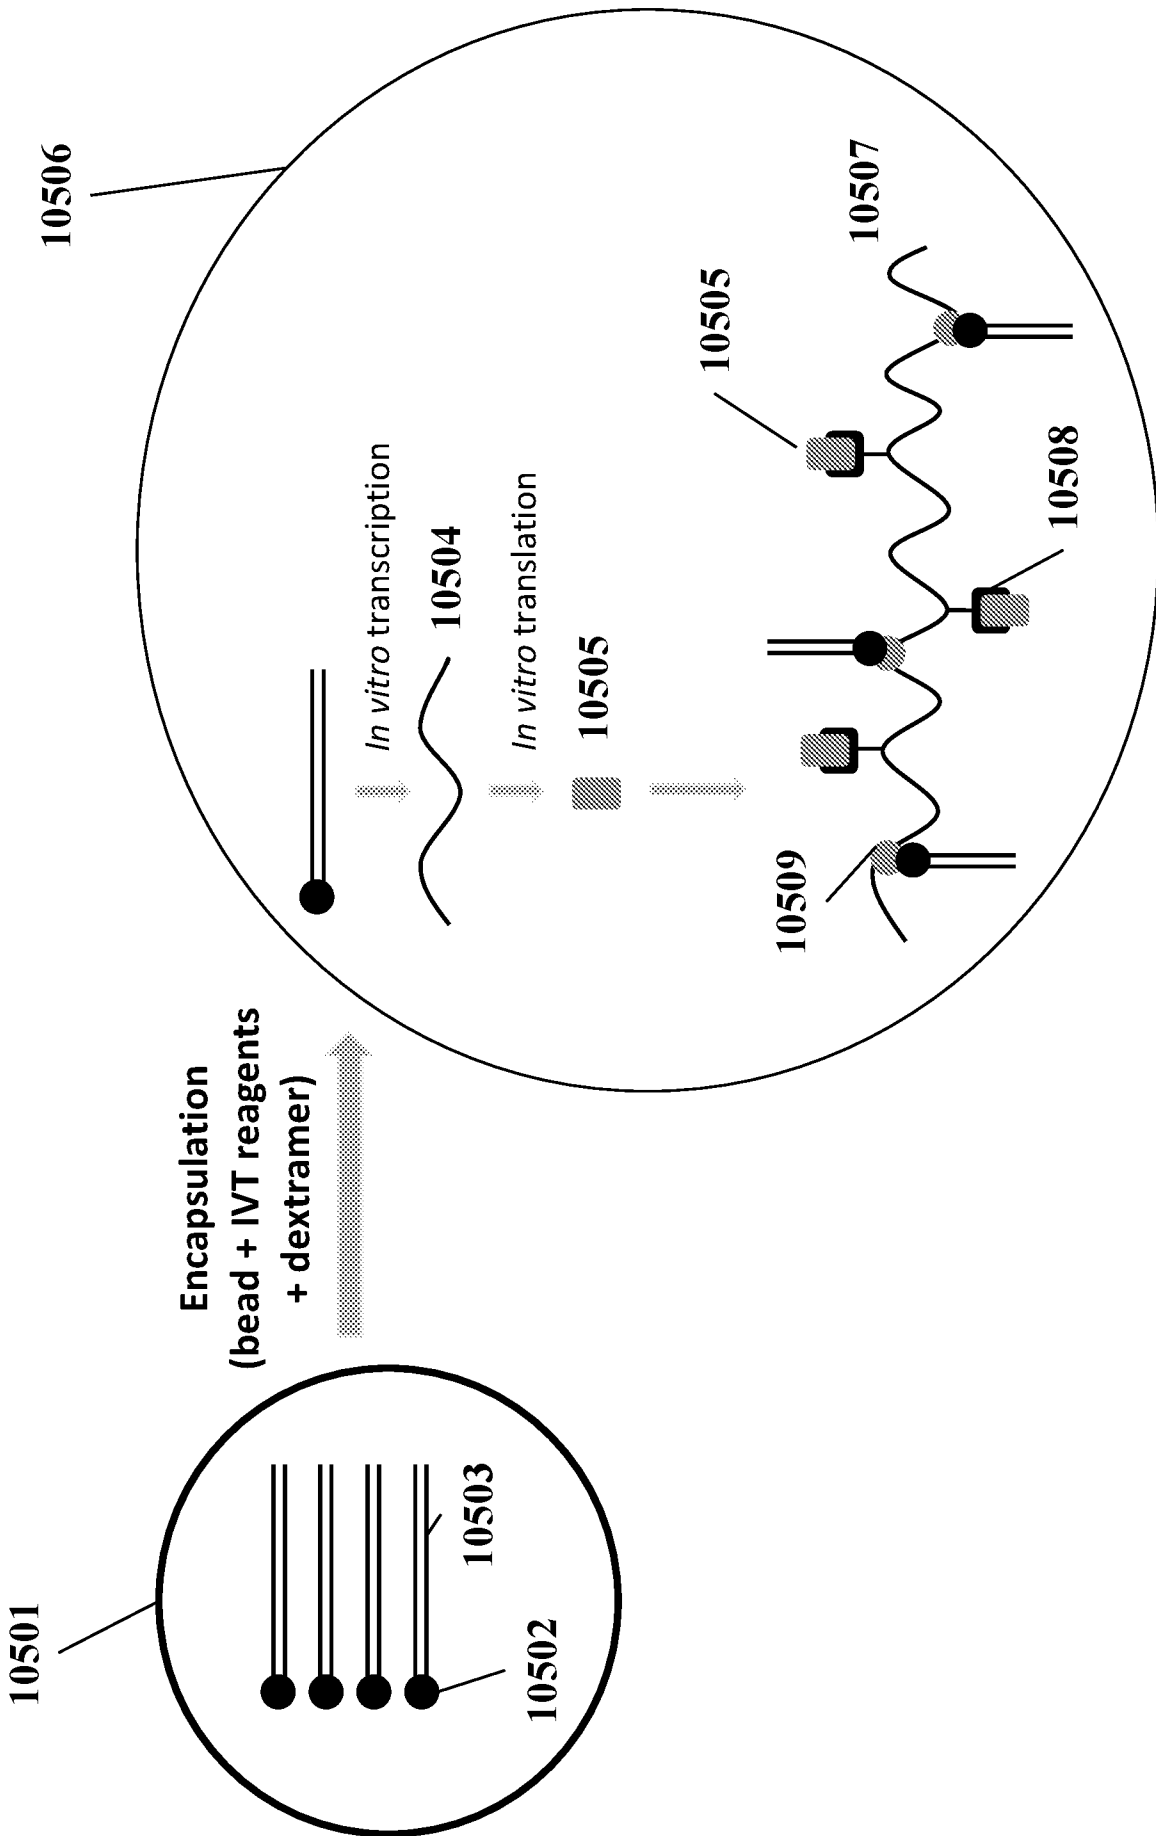 10501
10502
10503
Encapsulation
(bead + IVT reagents
+ dextramer)
10506
In vitro transcription
10504
In vitro translation
10505
10509
10505
10508
10507